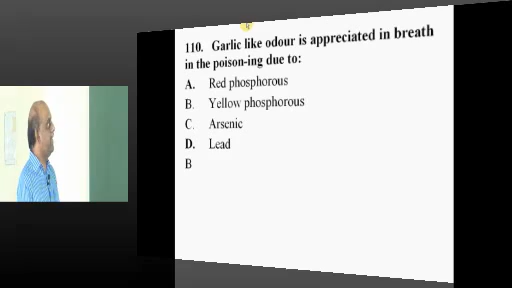 110. Garlic like odour is appreciated in breath
in the poison-ing due to:
A. Red phosphorous
B. Yellow phosphorous
C. Arsenic
D. Lead
B